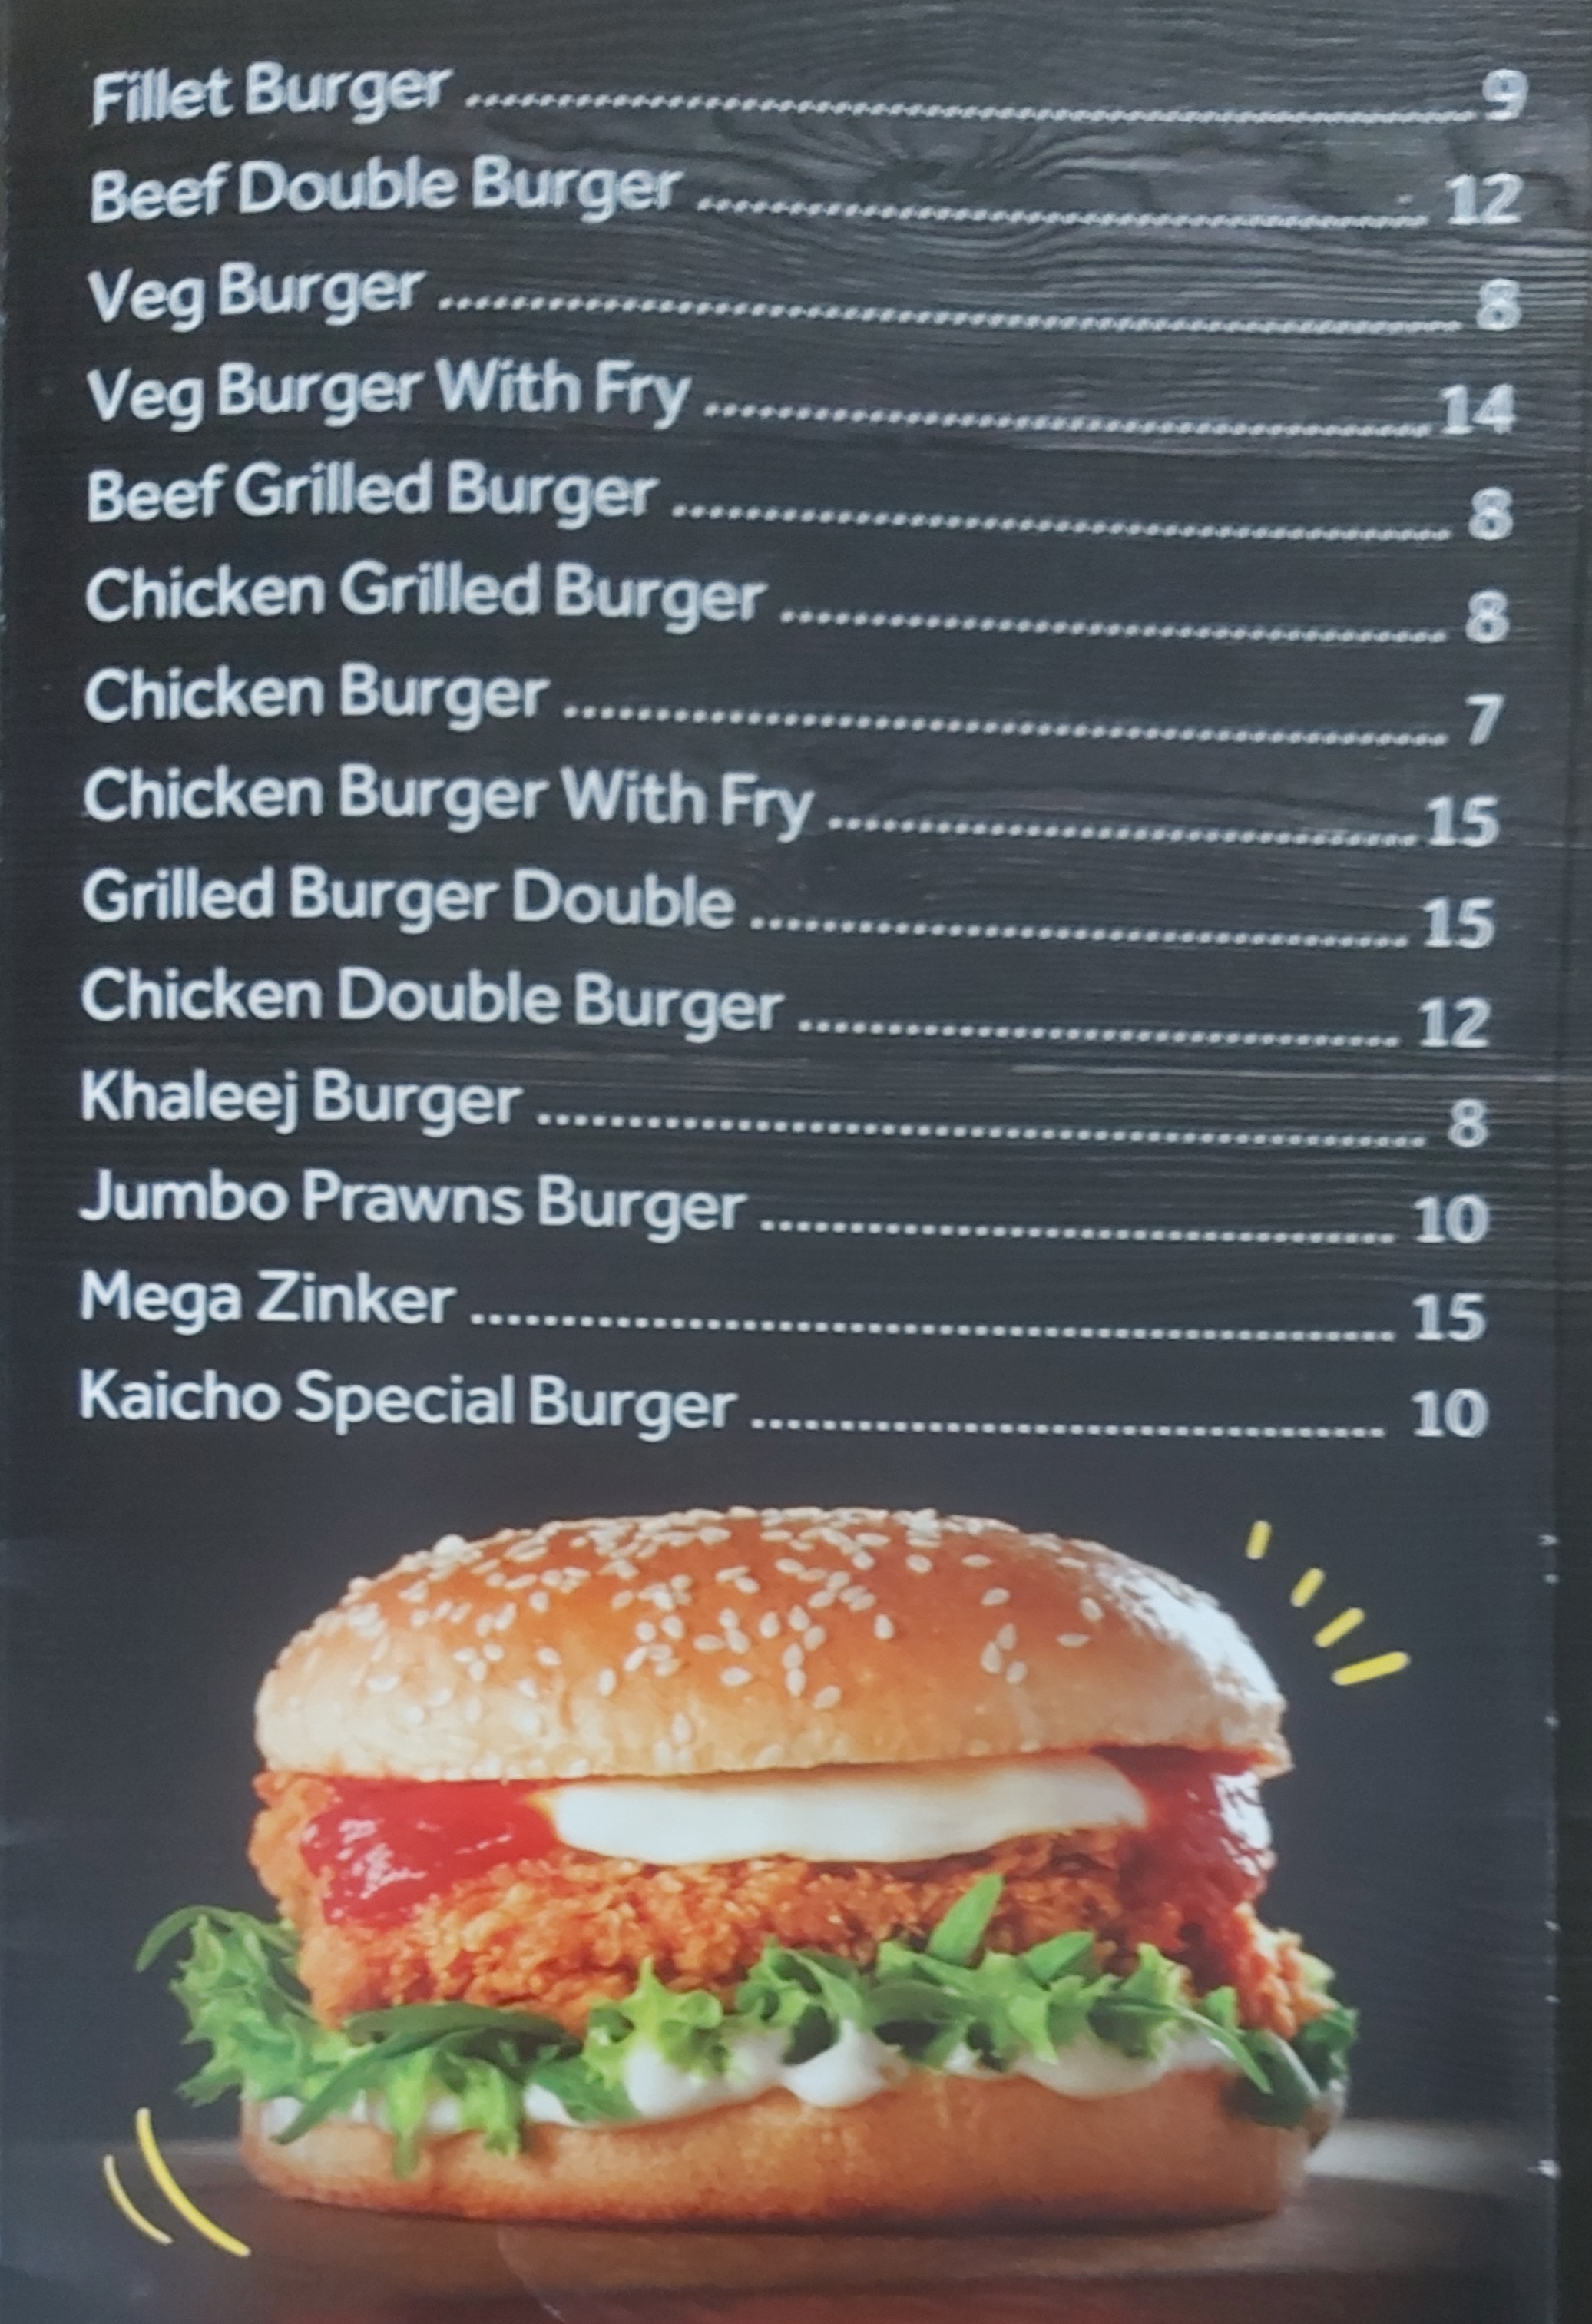 Fillet Burger ........ 9
Beef Double Burger ........ 12
Veg Burger ........ 8
Veg Burger With Fry ........ 14
Beef Grilled Burger ........ 8
Chicken Grilled Burger ........ 8
Chicken Burger ........ 7
Chicken Burger With Fry ........ 15
Grilled Burger Double ........ 15
Chicken Double Burger ........ 12
Khaleej Burger ........ 8
Jumbo Prawns Burger ........ 10
Mega Zinker ........ 15
Kaicho Special Burger ........ 10